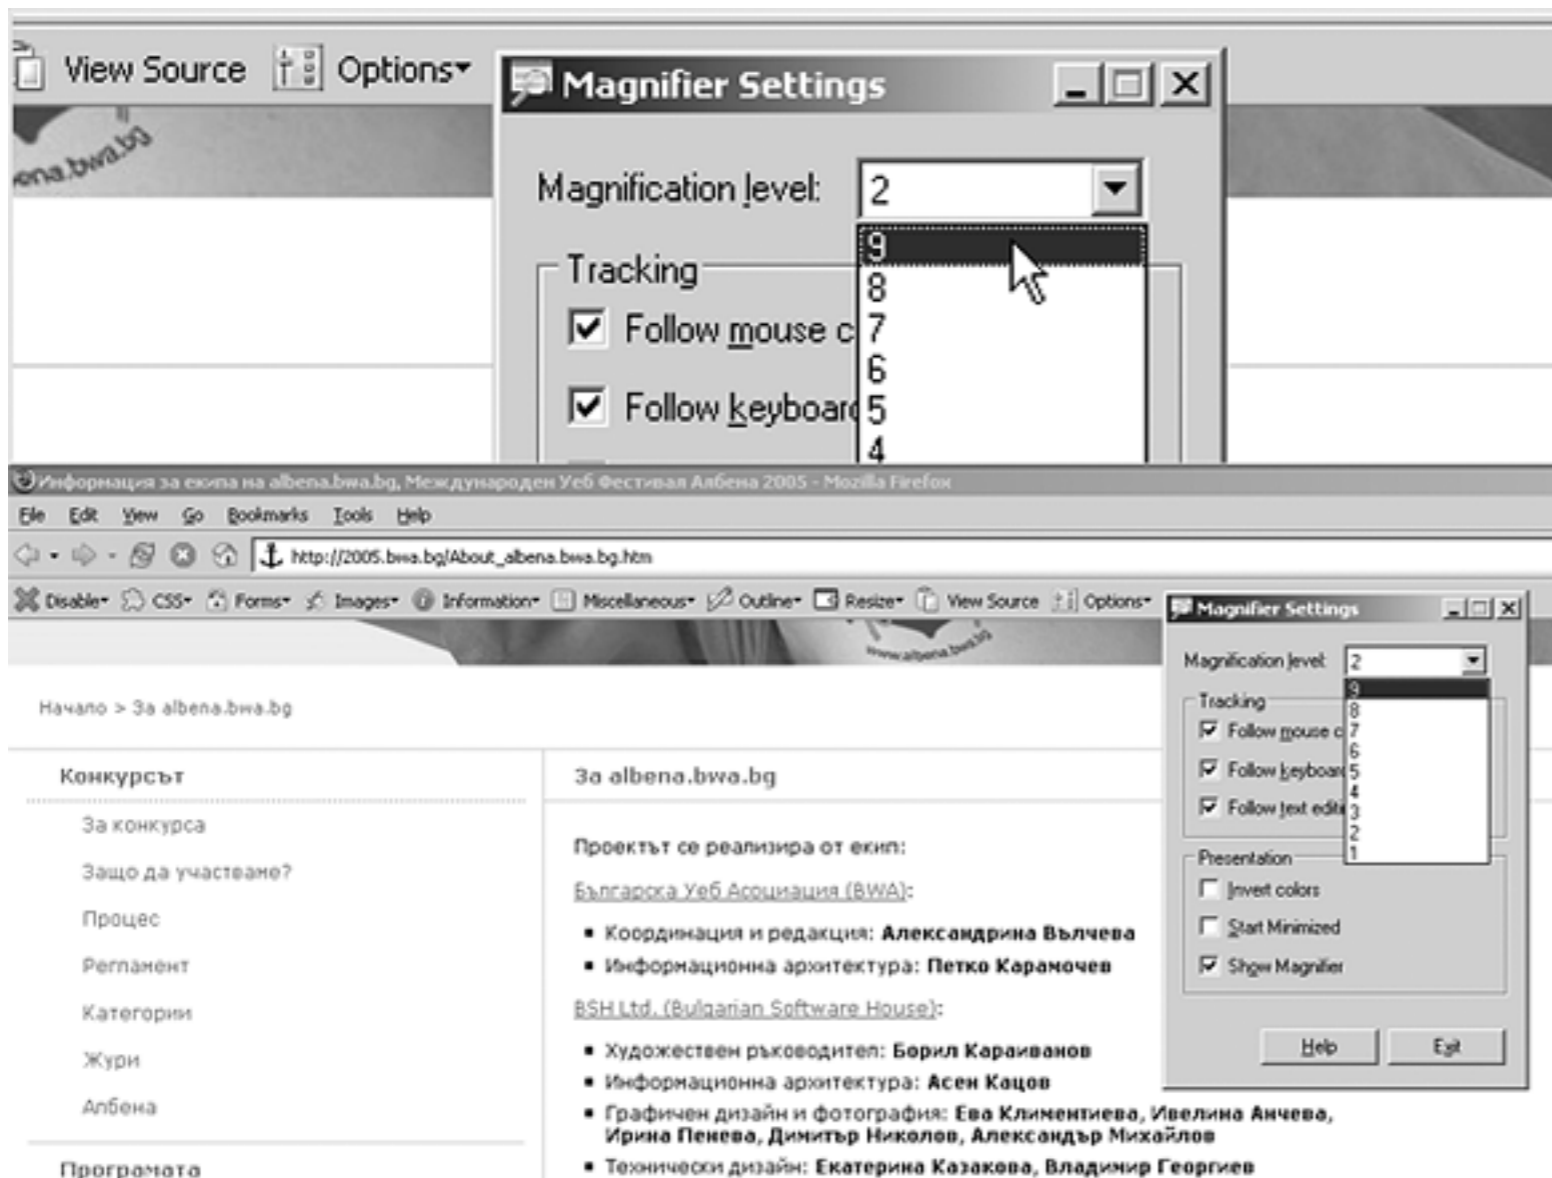 View Source Options
Magnifier Settings
ena.bwa.bg
Magnification level: 2
9
Tracking
8
Follow mouse c 7
6
Follow keyboard 5
4
Информация за екипа на albena.bwa.bg, Международен Уеб Фестивал Албена 2005 - Mozilla Firefox
File Edit View Go Bookmarks Tools Help
http://2005.bwa.bg/About_albena.bwa.bg.htm
Disable CSS Forms Images Information Miscellaneous Outline Resize View Source Options
www.albena.bwa.bg
Magnifier Settings
Magnification level: 2
9
Tracking
8
Follow mouse c 7
6
Follow keyboard 5
4
Follow text editi 3
2
Presentation 1
Invert colors
Start Minimized
Show Magnifier
Help Exit
Начало > За albena.bwa.bg
Конкурсът
За конкурса
Защо да участваме?
Процес
Регламент
Категории
Жури
Албена
Програмата
За albena.bwa.bg
Проектът се реализира от екип:
Българска Уеб Асоциация (BWA):
Координация и редакция: Александрина Вълчева
Информационна архитектура: Петко Карамочев
BSH Ltd. (Bulgarian Software House):
Художествен ръководител: Борил Караиванов
Информационна архитектура: Асен Кацов
Графичен дизайн и фотография: Ева Климентиева, Ивелина Анчева,
Ирина Пенева, Димитър Николов, Александър Михайлов
Технически дизайн: Екатерина Казакова, Владимир Георгиев